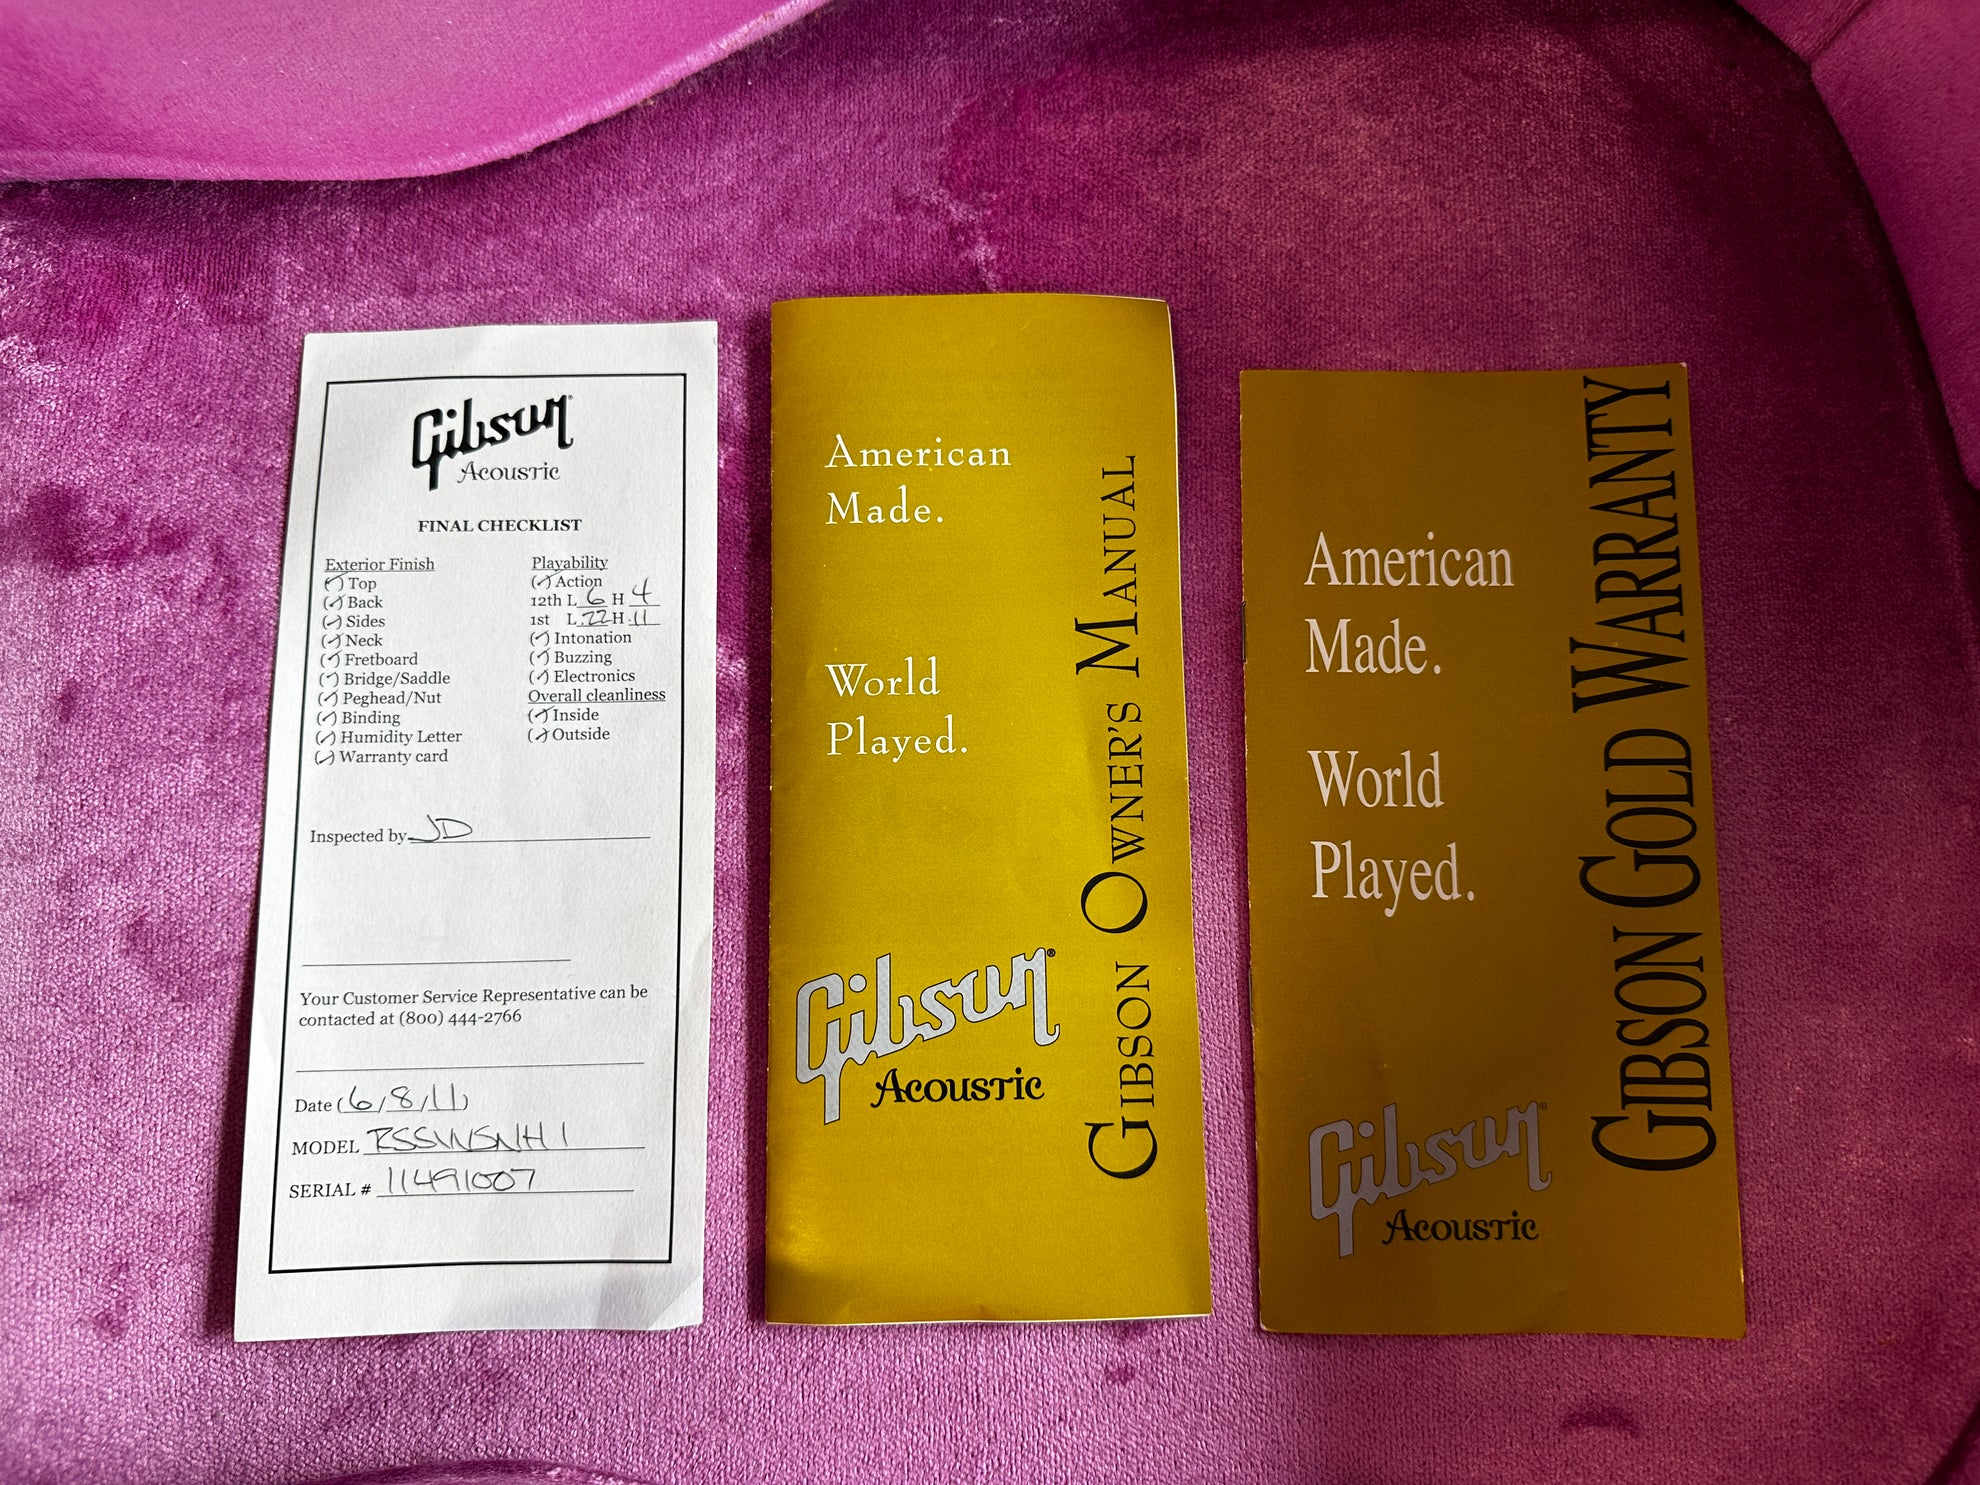 Gibson
Acoustic
FINAL CHECKLIST
Exterior Finish
(✓) Top
(✓) Back
(✓) Sides
(✓) Neck
(✓) Fretboard
(✓) Bridge/Saddle
(✓) Peghead/Nut
(✓) Binding
(✓) Humidity Letter
(✓) Warranty card
Playability
(✓) Action
12th L 6 H 4
1st L .22 H .11
(✓) Intonation
(✓) Buzzing
(✓) Electronics
Overall cleanliness
(✓) Inside
(✓) Outside
Inspected by JD
Your Customer Service Representative can be
contacted at (800) 444-2766
Date (6/8/11)
MODEL
SERIAL # 11491007
American
Made.
World
Played.
Gibson®
Acoustic
GIBSON OWNER'S MANUAL
American
Made.
World
Played.
Gibson
Acoustic
GIBSON GOLD WARRANTY